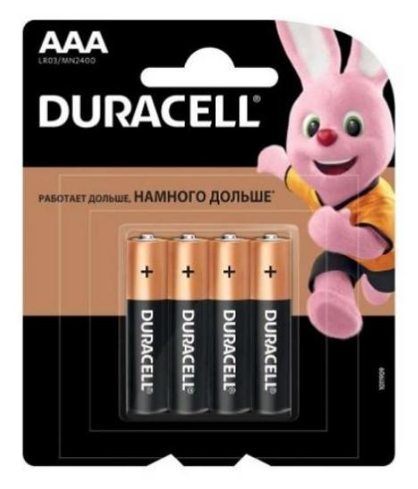 AAA
LR03/MN2400
DURACELL®
РАБОТАЕТ ДОЛЬШЕ, НАМНОГО ДОЛЬШЕ*
+ + + +
DURACELL®
DURACELL®
DURACELL®
DURACELL®